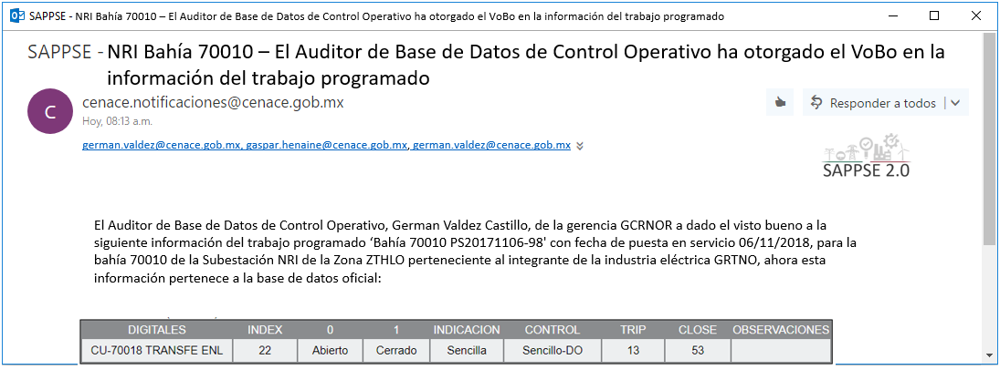 SAPPSE - NRI Bahía 70010 – El Auditor de Base de Datos de Control Operativo ha otorgado el VoBo en la información del trabajo programado
SAPPSE - NRI Bahía 70010 – El Auditor de Base de Datos de Control Operativo ha otorgado el VoBo en la
información del trabajo programado
C
cenace.notificaciones@cenace.gob.mx
Hoy, 08:13 a.m.
Responder a todos
german.valdez@cenace.gob.mx, gaspar.henaine@cenace.gob.mx, german.valdez@cenace.gob.mx
SAPPSE 2.0
El Auditor de Base de Datos de Control Operativo, German Valdez Castillo, de la gerencia GCRNOR a dado el visto bueno a la
siguiente información del trabajo programado ‘Bahía 70010 PS20171106-98' con fecha de puesta en servicio 06/11/2018, para la
bahía 70010 de la Subestación NRI de la Zona ZTHLO perteneciente al integrante de la industria eléctrica GRTNO, ahora esta
información pertenece a la base de datos oficial:
DIGITALES INDEX 0 1 INDICACION CONTROL TRIP CLOSE OBSERVACIONES
CU-70018 TRANSFE ENL 22 Abierto Cerrado Sencilla Sencillo-DO 13 53